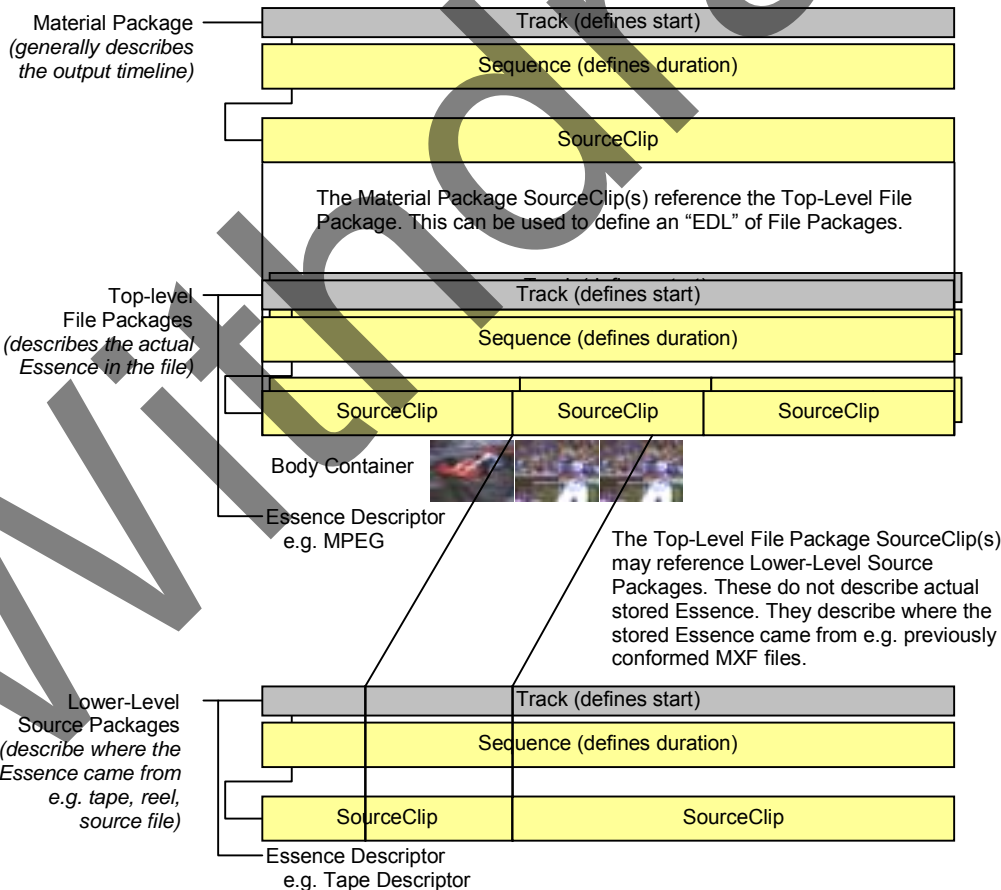 Material Package
(generally describes
the output timeline)
Track (defines start)
Sequence (defines duration)
SourceClip
The Material Package SourceClip(s) reference the Top-Level File
Package. This can be used to define an “EDL” of File Packages.
Top-level
File Packages
(describes the actual
Essence in the file)
Track (defines start)
Track (defines start)
Sequence (defines duration)
SourceClip SourceClip SourceClip
Body Container
Essence Descriptor
e.g. MPEG
The Top-Level File Package SourceClip(s)
may reference Lower-Level Source
Packages. These do not describe actual
stored Essence. They describe where the
stored Essence came from e.g. previously
conformed MXF files.
Lower-Level
Source Packages
(describe where the
Essence came from
e.g. tape, reel,
source file)
Track (defines start)
Sequence (defines duration)
SourceClip SourceClip
Essence Descriptor
e.g. Tape Descriptor
Withdra